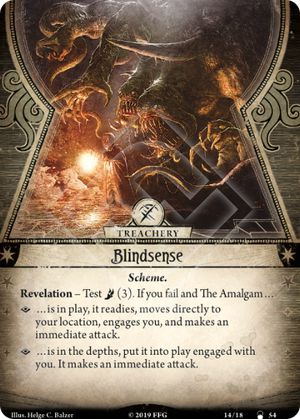 TREACHERY
Blindsense
Scheme.
Revelation – Test (3). If you fail and The Amalgam…
…is in play, it readies, moves directly to
your location, engages you, and makes an
immediate attack.
…is in the depths, put it into play engaged with
you. It makes an immediate attack.
Illus. Helge C. Balzer © 2019 FFG 14/18 54